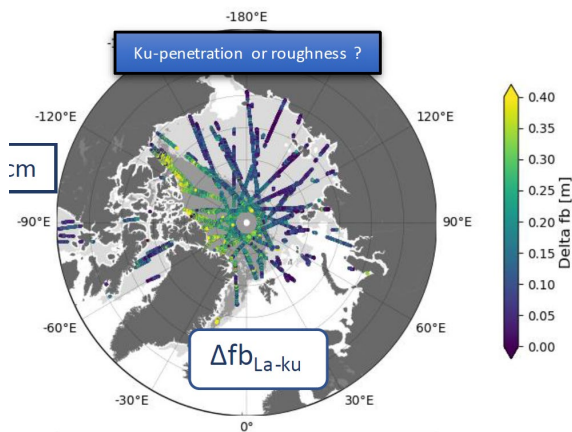 -180°E
Ku-penetration or roughness ?
-120°E
120°E
cm
-90°E
90°E
-60°E
60°E
ΔfbLa-ku
-30°E
30°E
0°
0.40
0.35
0.30
0.25
0.20
0.15
0.10
0.05
0.00
Delta fb [m]